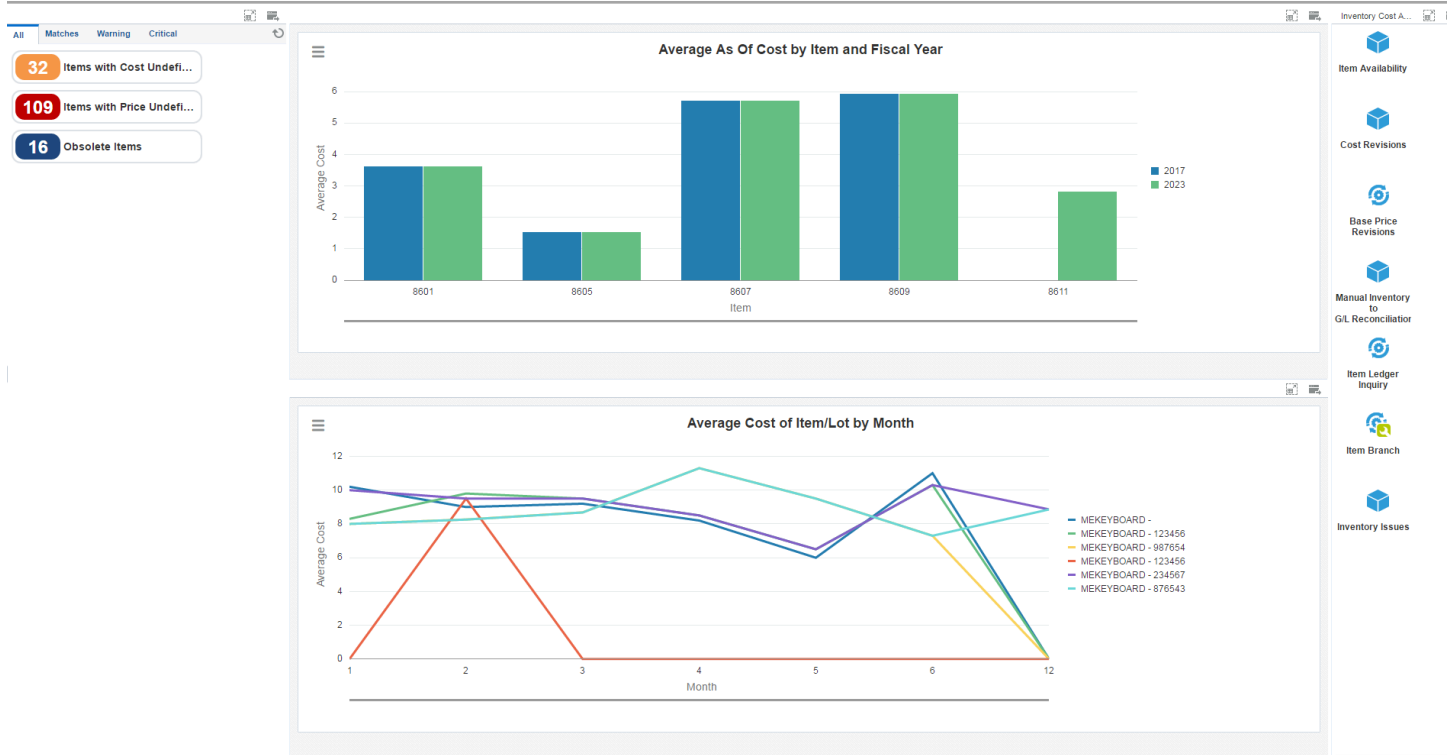 All
Matches
Warning
Critical
32
Items with Cost Undefi...
109
Items with Price Undefi...
16
Obsolete Items
Average As Of Cost by Item and Fiscal Year
Average Cost
6
5
4
3
2
1
0
8601
8605
8607
8609
8611
Item
2017
2023
Average Cost of Item/Lot by Month
Average Cost
12
10
8
6
4
2
0
1
2
3
4
5
6
12
Month
MEKEYBOARD -
MEKEYBOARD - 123456
MEKEYBOARD - 987654
MEKEYBOARD - 123456
MEKEYBOARD - 234567
MEKEYBOARD - 876543
Inventory Cost A...
Item Availability
Cost Revisions
Base Price
Revisions
Manual Inventory
to
G/L Reconciliation
Item Ledger
Inquiry
Item Branch
Inventory Issues